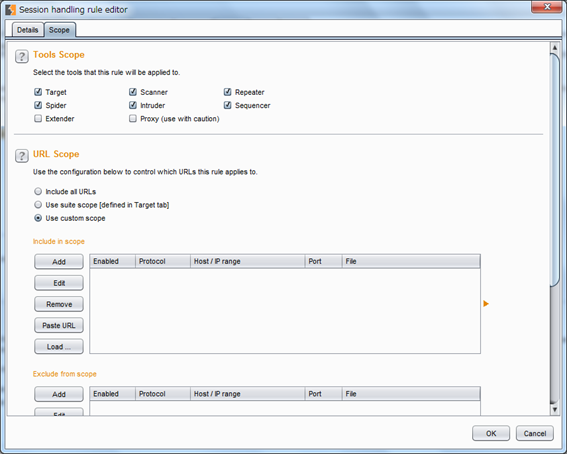 Session handling rule editor
Details Scope
? Tools Scope
Select the tools that this rule will be applied to.
Target Scanner Repeater
Spider Intruder Sequencer
Extender Proxy (use with caution)
? URL Scope
Use the configuration below to control which URLs this rule applies to.
Include all URLs
Use suite scope [defined in Target tab]
Use custom scope
Include in scope
Add Enabled Protocol Host / IP range Port File
Edit
Remove
Paste URL
Load ...
Exclude from scope
Add Enabled Protocol Host / IP range Port File
Edit
OK Cancel